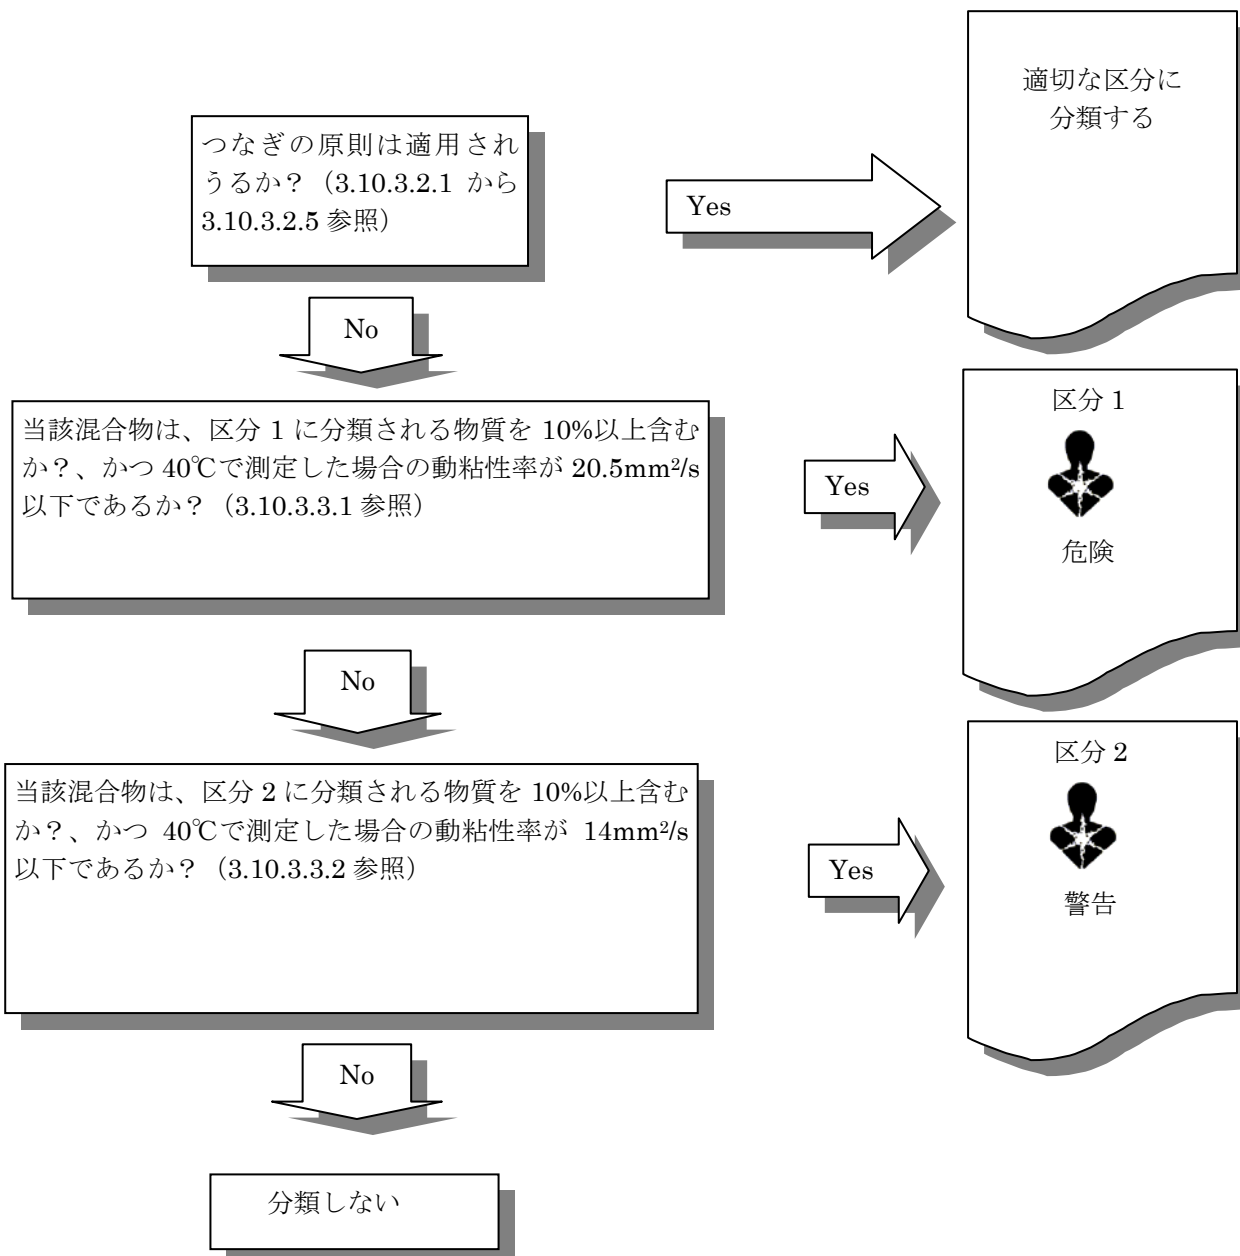 つなぎの原則は適用され
うるか？（3.10.3.2.1 から
3.10.3.2.5 参照）
Yes
適切な区分に
分類する
No
当該混合物は、区分 1 に分類される物質を 10%以上含む
か？、かつ 40℃で測定した場合の動粘性率が 20.5mm²/s
以下であるか？（3.10.3.3.1 参照）
Yes
区分 1
危険
No
当該混合物は、区分 2 に分類される物質を 10%以上含む
か？、かつ 40℃で測定した場合の動粘性率が 14mm²/s
以下であるか？（3.10.3.3.2 参照）
Yes
区分 2
警告
No
分類しない